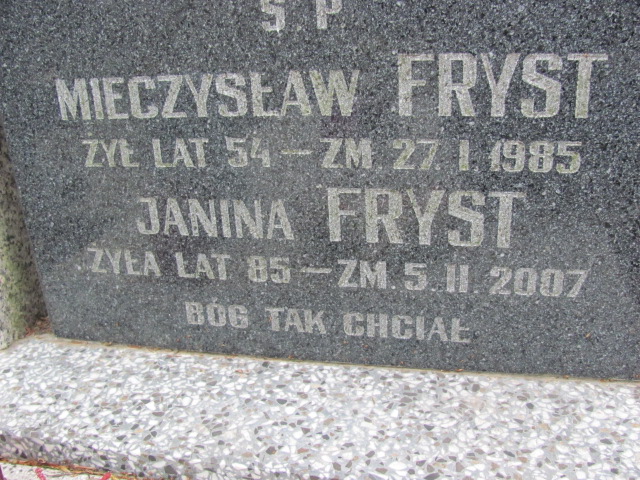 Ś P
MIECZYSŁAW FRYST
ŻYŁ LAT 54 — ZM. 27. I. 1985
JANINA FRYST
ŻYŁA LAT 85 — ZM. 5. II. 2007
BÓG TAK CHCIAŁ